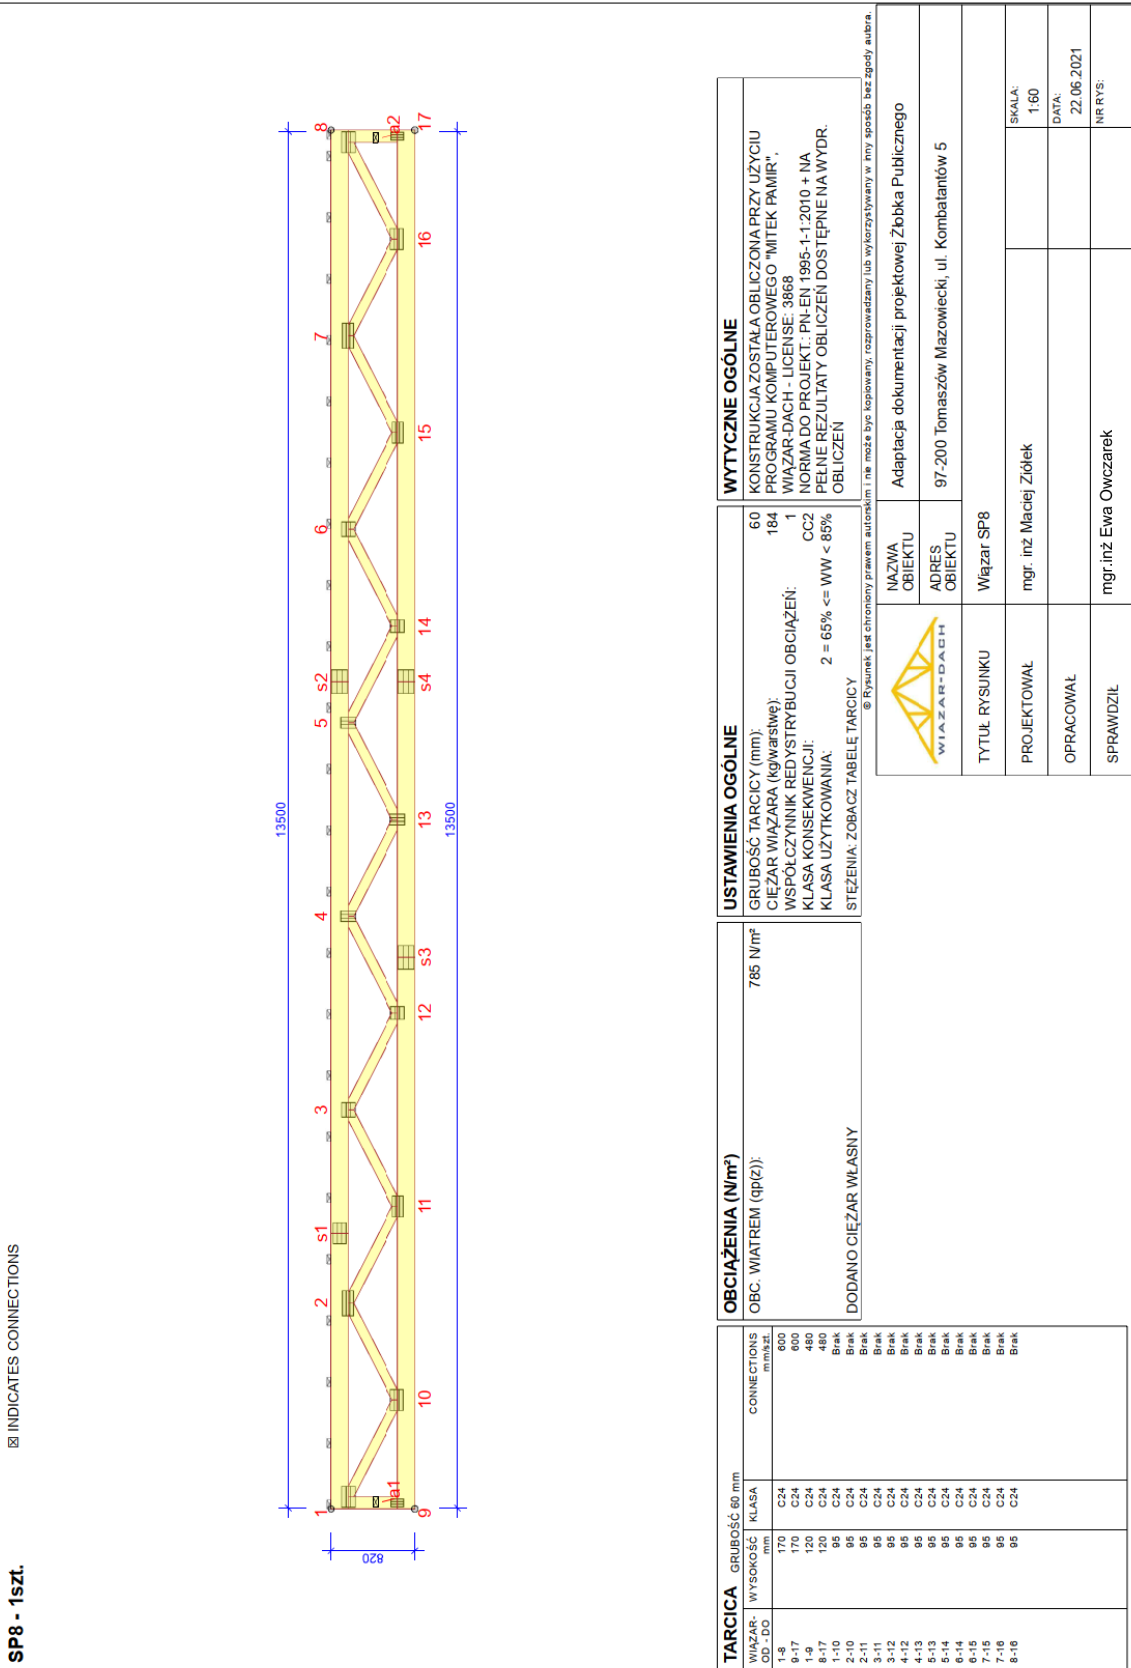 SP8 - 1szt.
⊠ INDICATES CONNECTIONS
13500
1
2
s1
3
4
5
s2
6
7
8
820
a1
a2
9
10
11
12
s3
13
s4
14
15
16
17
13500
TARCICA GRUBOŚĆ 60 mm
WIĄZAR- OD - DO WYSOKOŚĆ mm KLASA CONNECTIONS mm/szt.
1-8 170 C24 600
9-17 170 C24 600
1-9 120 C24 480
8-17 120 C24 480
1-10 95 C24 Brak
2-10 95 C24 Brak
2-11 95 C24 Brak
3-11 95 C24 Brak
3-12 95 C24 Brak
4-12 95 C24 Brak
4-13 95 C24 Brak
5-13 95 C24 Brak
5-14 95 C24 Brak
6-14 95 C24 Brak
6-15 95 C24 Brak
7-15 95 C24 Brak
7-16 95 C24 Brak
8-16 95 C24 Brak
OBCIĄŻENIA (N/m²)
OBC. WIATREM (qp(z)): 785 N/m²
DODANO CIĘŻAR WŁASNY
USTAWIENIA OGÓLNE
GRUBOŚĆ TARCICY (mm): 60
CIĘŻAR WIĄZARA (kg/warstwę): 184
WSPÓŁCZYNNIK REDYSTRYBUCJI OBCIĄŻEŃ: 1
KLASA KONSEKWENCJI: CC2
KLASA UŻYTKOWANIA: 2 = 65% <= WW < 85%
STĘŻENIA: ZOBACZ TABELĘ TARCICY
WYTYCZNE OGÓLNE
KONSTRUKCJA ZOSTAŁA OBLICZONA PRZY UŻYCIU
PROGRAMU KOMPUTEROWEGO "MITEK PAMIR",
WIĄZAR-DACH - LICENSE: 3868
NORMA DO PROJEKT.: PN-EN 1995-1-1:2010 + NA
PEŁNE REZULTATY OBLICZEŃ DOSTĘPNE NA WYDR.
OBLICZEŃ
© Rysunek jest chroniony prawem autorskim i nie może być kopiowany, rozprowadzany lub wykorzystywany w inny sposób bez zgody autora.
WIĄZAR-DACH
NAZWA OBIEKTU Adaptacja dokumentacji projektowej Żłobka Publicznego
ADRES OBIEKTU 97-200 Tomaszów Mazowiecki, ul. Kombatantów 5
TYTUŁ RYSUNKU Wiązar SP8
PROJEKTOWAŁ mgr. inż Maciej Ziółek
SKALA: 1:60
OPRACOWAŁ
DATA: 22.06.2021
SPRAWDZIŁ mgr.inż Ewa Owczarek
NR RYS: